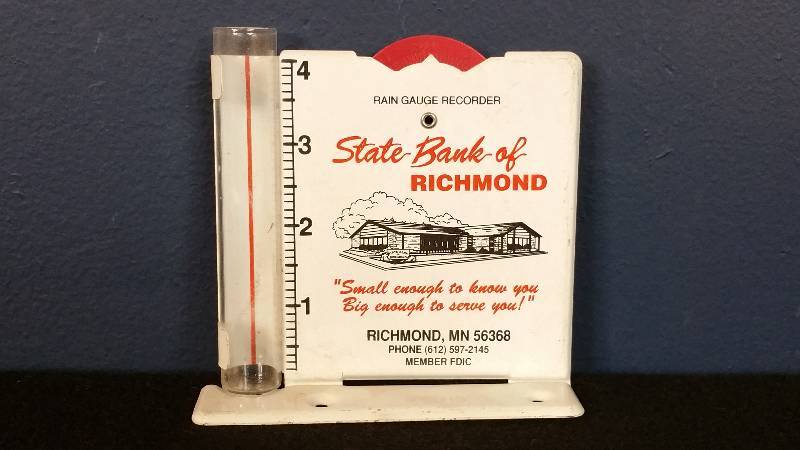 4
3
2
1
RAIN GAUGE RECORDER
State Bank of
RICHMOND
"Small enough to know you
Big enough to serve you!"
RICHMOND, MN 56368
PHONE (612) 597-2145
MEMBER FDIC